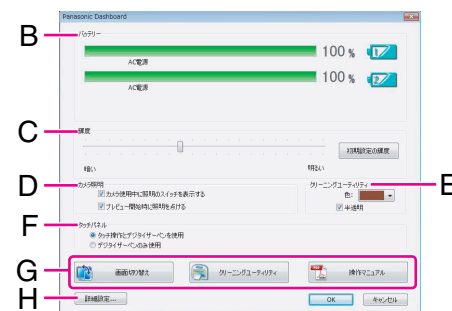 Panasonic Dashboard
B
バッテリー
100 %
1
AC電源
100 %
2
AC電源
C
輝度
初期設定の輝度
暗い
明るい
D
カメラ照明
カメラ使用中に照明のスイッチを表示する
プレビュー開始時に照明を点ける
E
クリーニングユーティリティ
色:
半透明
F
タッチパネル
タッチ操作とデジタイザーペンを使用
デジタイザーペンのみ使用
G
画面切り替え
クリーニングユーティリティ
操作マニュアル
H
詳細設定...
OK
キャンセル